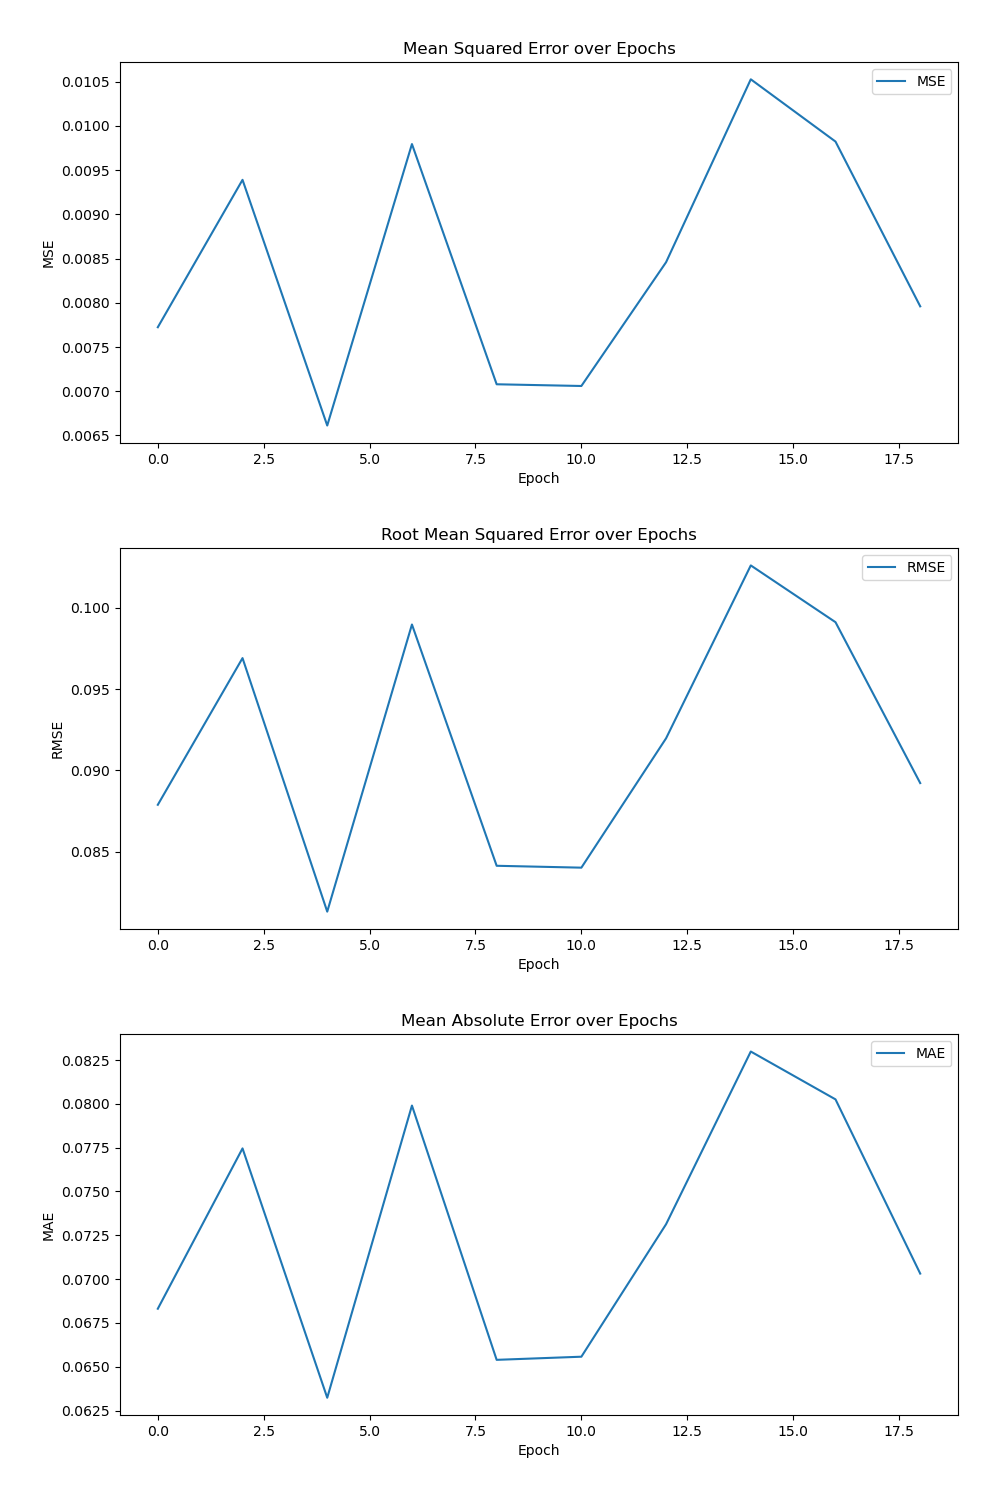 Mean Squared Error over Epochs
MSE
0.0105
0.0100
0.0095
0.0090
0.0085
0.0080
0.0075
0.0070
0.0065
MSE
0.0 2.5 5.0 7.5 10.0 12.5 15.0 17.5
Epoch
Root Mean Squared Error over Epochs
RMSE
0.100
0.095
0.090
0.085
RMSE
0.0 2.5 5.0 7.5 10.0 12.5 15.0 17.5
Epoch
Mean Absolute Error over Epochs
MAE
0.0825
0.0800
0.0775
0.0750
0.0725
0.0700
0.0675
0.0650
0.0625
MAE
0.0 2.5 5.0 7.5 10.0 12.5 15.0 17.5
Epoch